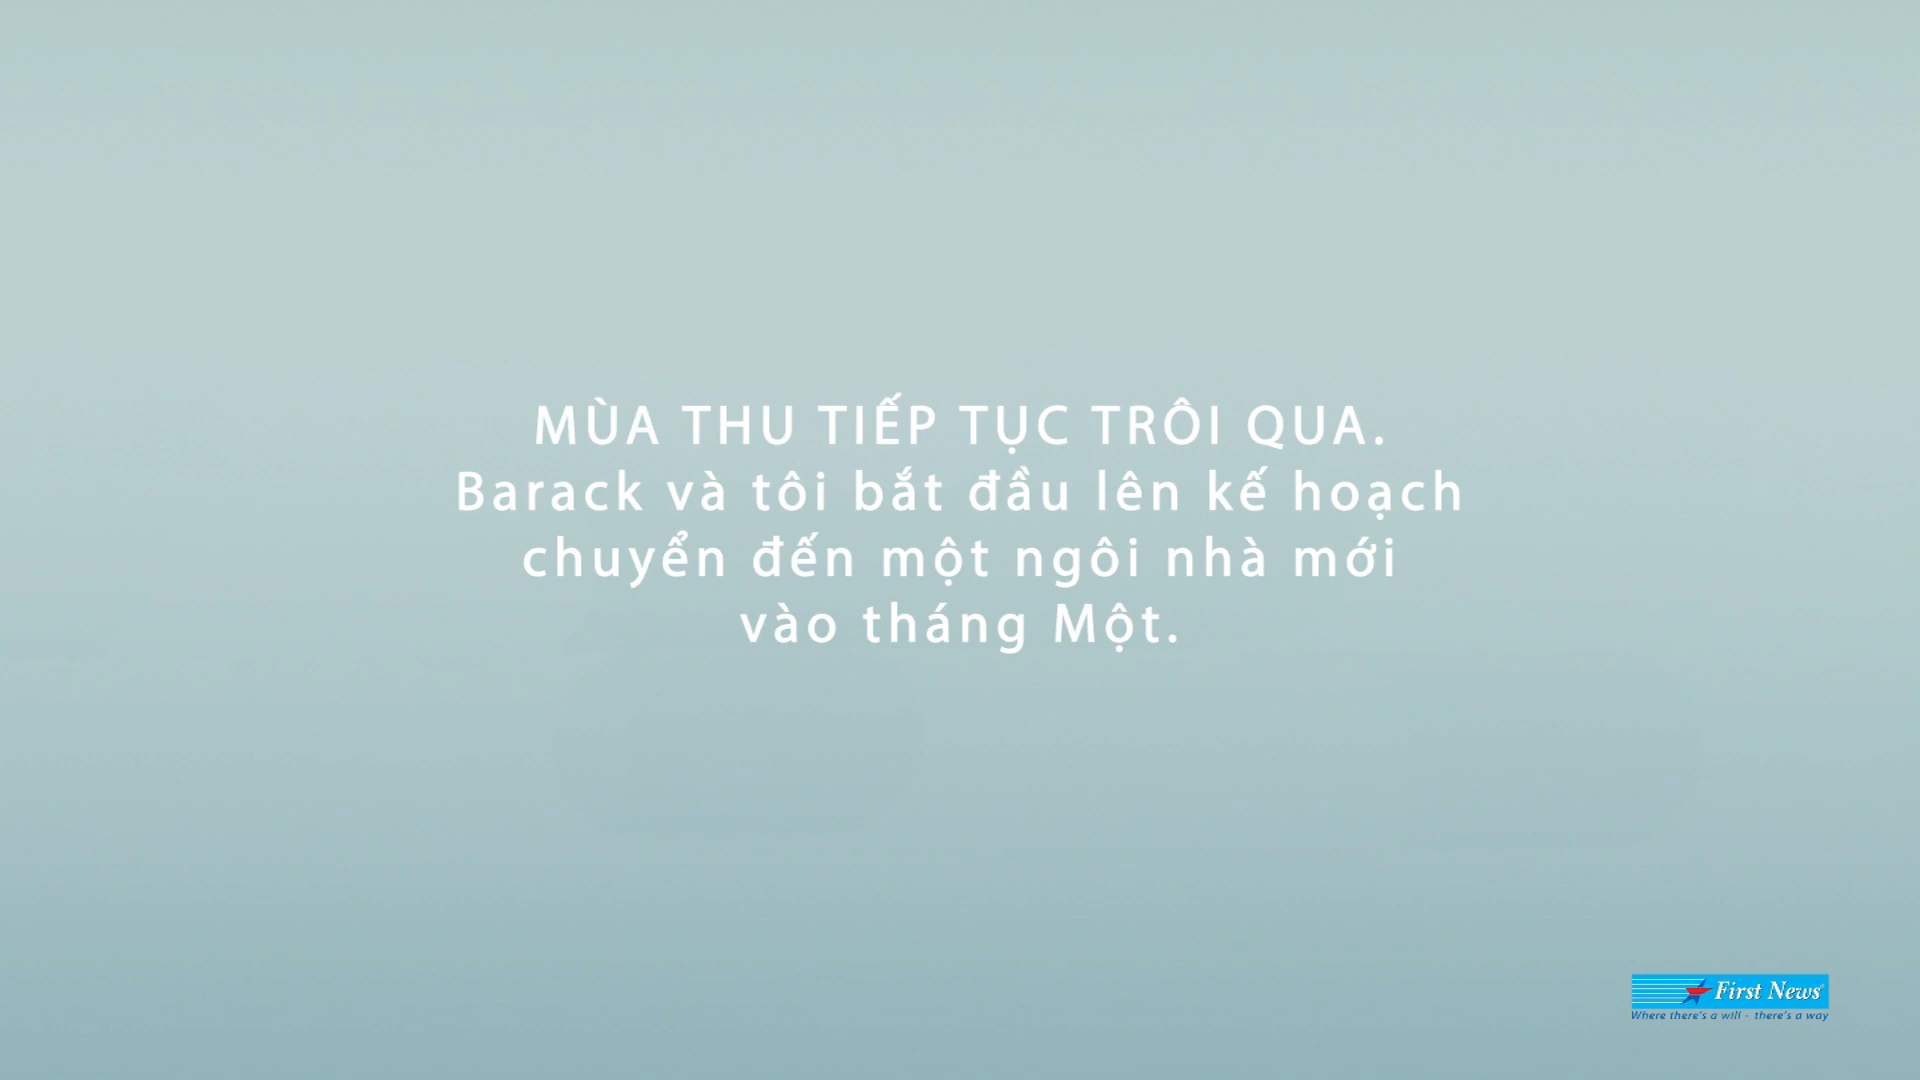 MÙA THU TIẾP TỤC TRÔI QUA.
Barack và tôi bắt đầu lên kế hoạch
chuyển đến một ngôi nhà mới
vào tháng Một.
First News
Where there's a will - there's a way